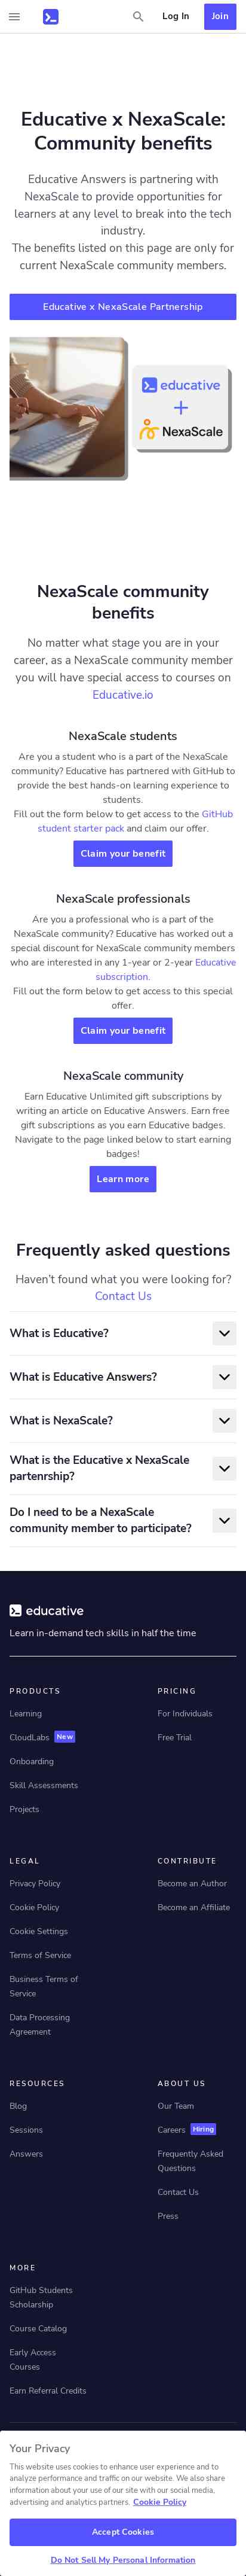 Log In
Join
Educative x NexaScale:
Community benefits
Educative Answers is partnering with
NexaScale to provide opportunities for
learners at any level to break into the tech
industry.
The benefits listed on this page are only for
current NexaScale community members.
Educative x NexaScale Partnership
educative
+
NexaScale
NexaScale community
benefits
No matter what stage you are in your
career, as a NexaScale community member
you will have special access to courses on
Educative.io
NexaScale students
Are you a student who is a part of the NexaScale
community? Educative has partnered with GitHub to
provide the best hands-on learning experience to
students.
Fill out the form below to get access to the GitHub
student starter pack and claim our offer.
Claim your benefit
NexaScale professionals
Are you a professional who is a part of the
NexaScale community? Educative has worked out a
special discount for NexaScale community members
who are interested in any 1-year or 2-year Educative
subscription.
Fill out the form below to get access to this special
offer.
Claim your benefit
NexaScale community
Earn Educative Unlimited gift subscriptions by
writing an article on Educative Answers. Earn free
gift subscriptions as you earn Educative badges.
Navigate to the page linked below to start earning
badges!
Learn more
Frequently asked questions
Haven't found what you were looking for?
Contact Us
What is Educative?
What is Educative Answers?
What is NexaScale?
What is the Educative x NexaScale
partenrship?
Do I need to be a NexaScale
community member to participate?
educative
Learn in-demand tech skills in half the time
PRODUCTS
Learning
CloudLabs New
Onboarding
Skill Assessments
Projects
PRICING
For Individuals
Free Trial
LEGAL
Privacy Policy
Cookie Policy
Cookie Settings
Terms of Service
Business Terms of
Service
Data Processing
Agreement
CONTRIBUTE
Become an Author
Become an Affiliate
RESOURCES
Blog
Sessions
Answers
ABOUT US
Our Team
Careers Hiring
Frequently Asked
Questions
Contact Us
Press
MORE
GitHub Students
Scholarship
Course Catalog
Early Access
Courses
Earn Referral Credits
Your Privacy
This website uses cookies to enhance user experience and to
analyze performance and traffic on our website. We also share
information about your use of our site with our social media,
advertising and analytics partners. Cookie Policy
Accept Cookies
Do Not Sell My Personal Information